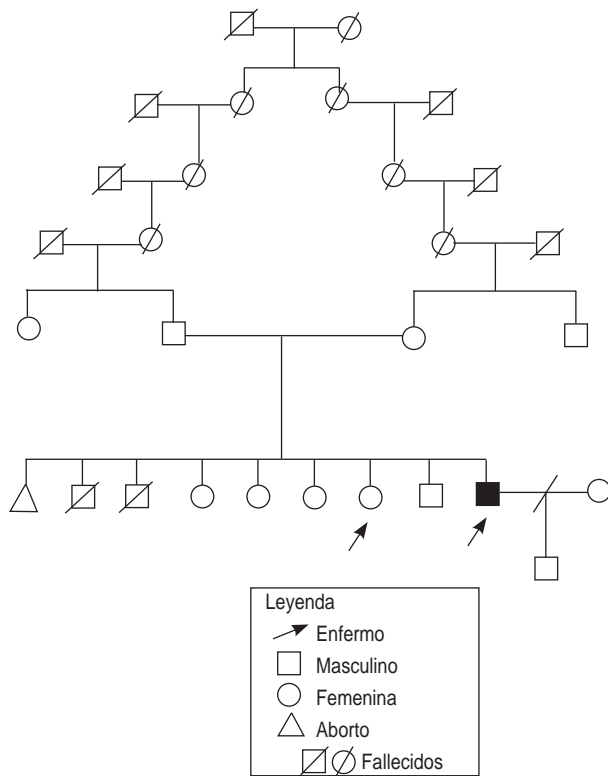 Leyenda
Enfermo
Masculino
Femenina
Aborto
Fallecidos